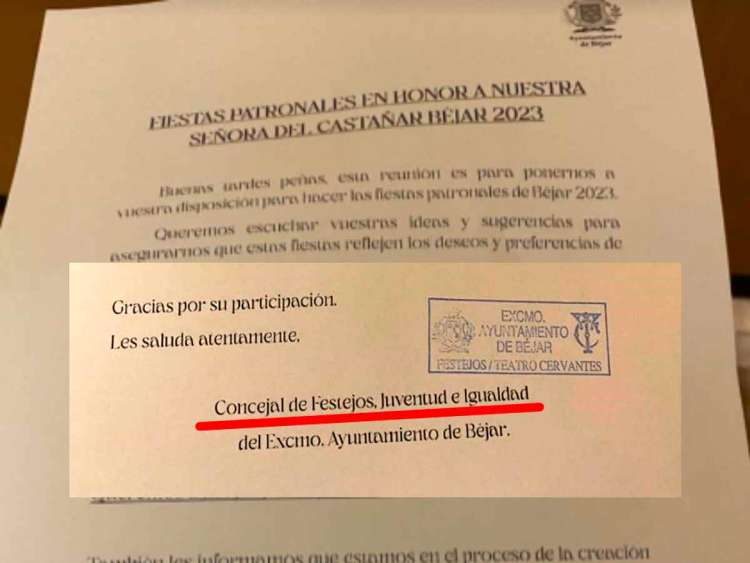 Ayuntamiento
de Béjar
FIESTAS PATRONALES EN HONOR A NUESTRA
SEÑORA DEL CASTAÑAR BÉJAR 2023
Buenas tardes peñas, esta reunión es para ponernos a
vuestra disposición para hacer las fiestas patronales de Béjar 2023.
Queremos escuchar vuestras ideas y sugerencias para
asegurarnos que estas fiestas reflejen los deseos y preferencias de
Gracias por su participación.
Les saluda atentamente,
EXCMO.
AYUNTAMIENTO
DE BÉJAR
FESTEJOS / TEATRO CERVANTES
Concejal de Festejos, Juventud e Igualdad
del Excmo. Ayuntamiento de Béjar.
También les informamos que estamos en el proceso de la creación